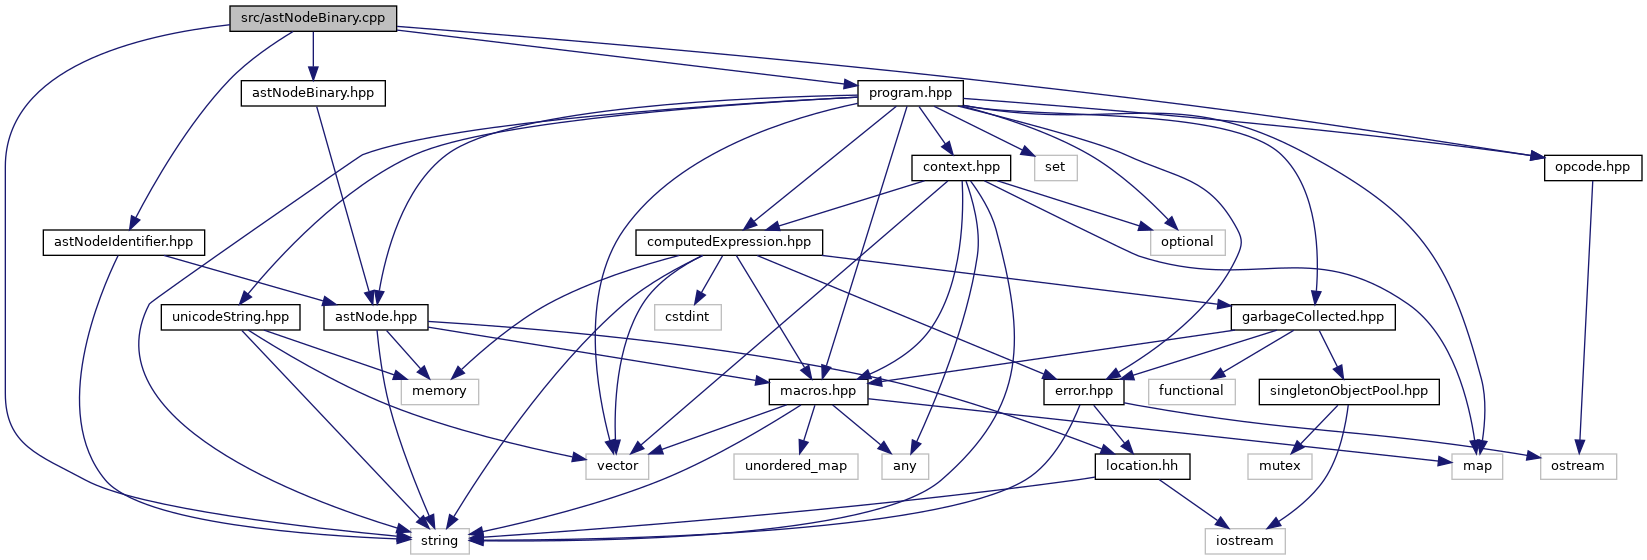 src/astNodeBinary.cpp
astNodeBinary.hpp
program.hpp
context.hpp
set
opcode.hpp
astNodeIdentifier.hpp
computedExpression.hpp
optional
unicodeString.hpp
astNode.hpp
cstdint
garbageCollected.hpp
memory
macros.hpp
error.hpp
functional
singletonObjectPool.hpp
vector
unordered_map
any
location.hh
mutex
map
ostream
string
iostream